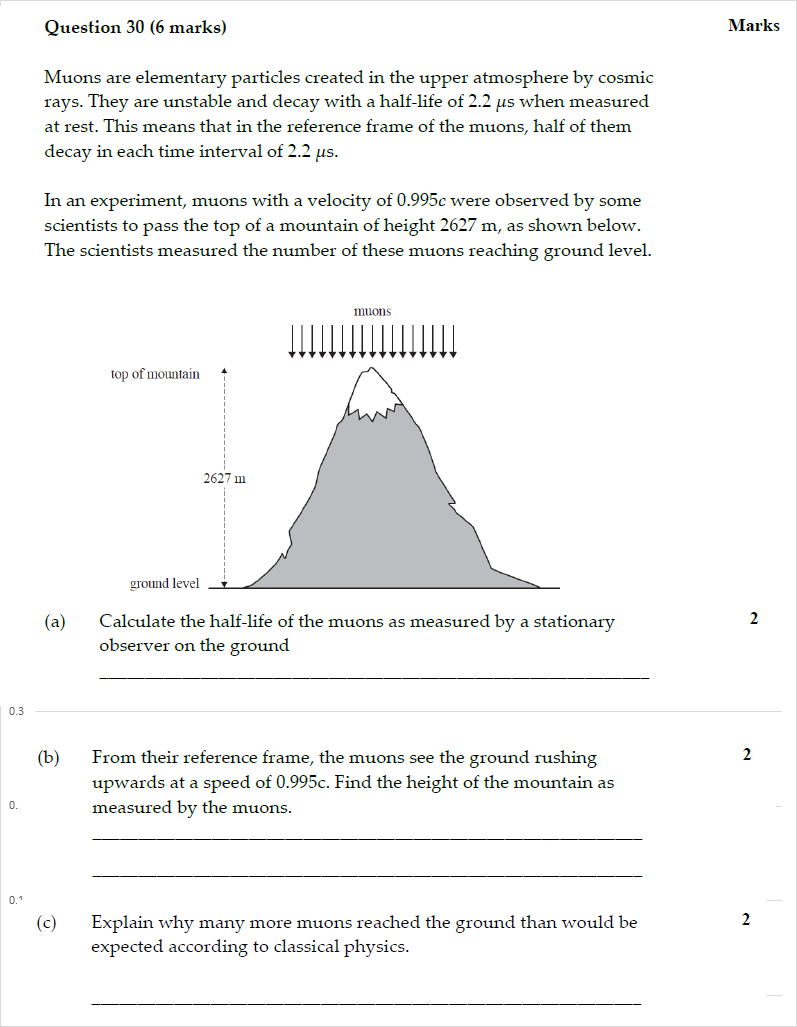 Question 30 (6 marks)
Marks
Muons are elementary particles created in the upper atmosphere by cosmic
rays. They are unstable and decay with a half-life of 2.2 μs when measured
at rest. This means that in the reference frame of the muons, half of them
decay in each time interval of 2.2 μs.
In an experiment, muons with a velocity of 0.995c were observed by some
scientists to pass the top of a mountain of height 2627 m, as shown below.
The scientists measured the number of these muons reaching ground level.
muons
top of mountain
2627 m
ground level
(a) Calculate the half-life of the muons as measured by a stationary 2
observer on the ground
0.3
(b) From their reference frame, the muons see the ground rushing 2
upwards at a speed of 0.995c. Find the height of the mountain as
0.
measured by the muons.
(c) Explain why many more muons reached the ground than would be 2
expected according to classical physics.